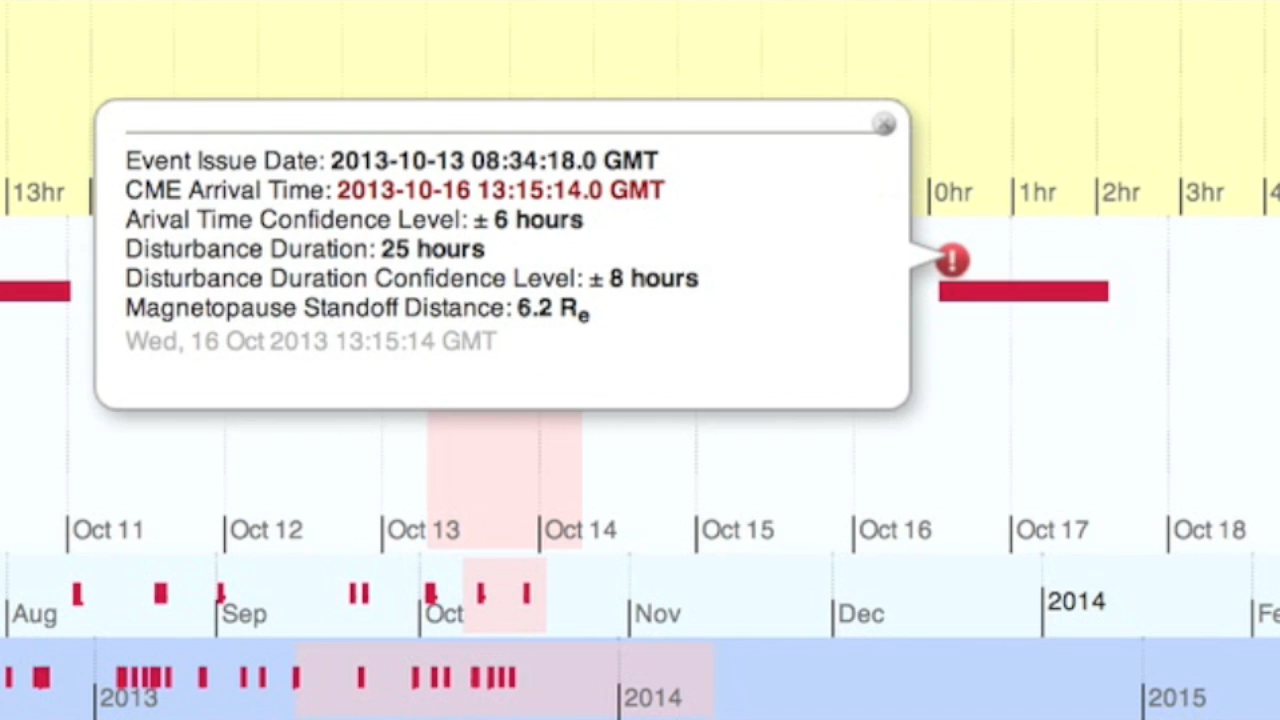 Event Issue Date: 2013-10-13 08:34:18.0 GMT
CME Arrival Time: 2013-10-16 13:15:14.0 GMT
Arival Time Confidence Level: ± 6 hours
Disturbance Duration: 25 hours
Disturbance Duration Confidence Level: ± 8 hours
Magnetopause Standoff Distance: 6.2 Re
Wed, 16 Oct 2013 13:15:14 GMT
13hr 0hr 1hr 2hr 3hr 4
Oct 11 Oct 12 Oct 13 Oct 14 Oct 15 Oct 16 Oct 17 Oct 18
Aug Sep Oct Nov Dec 2014 Fe
2013 2014 2015